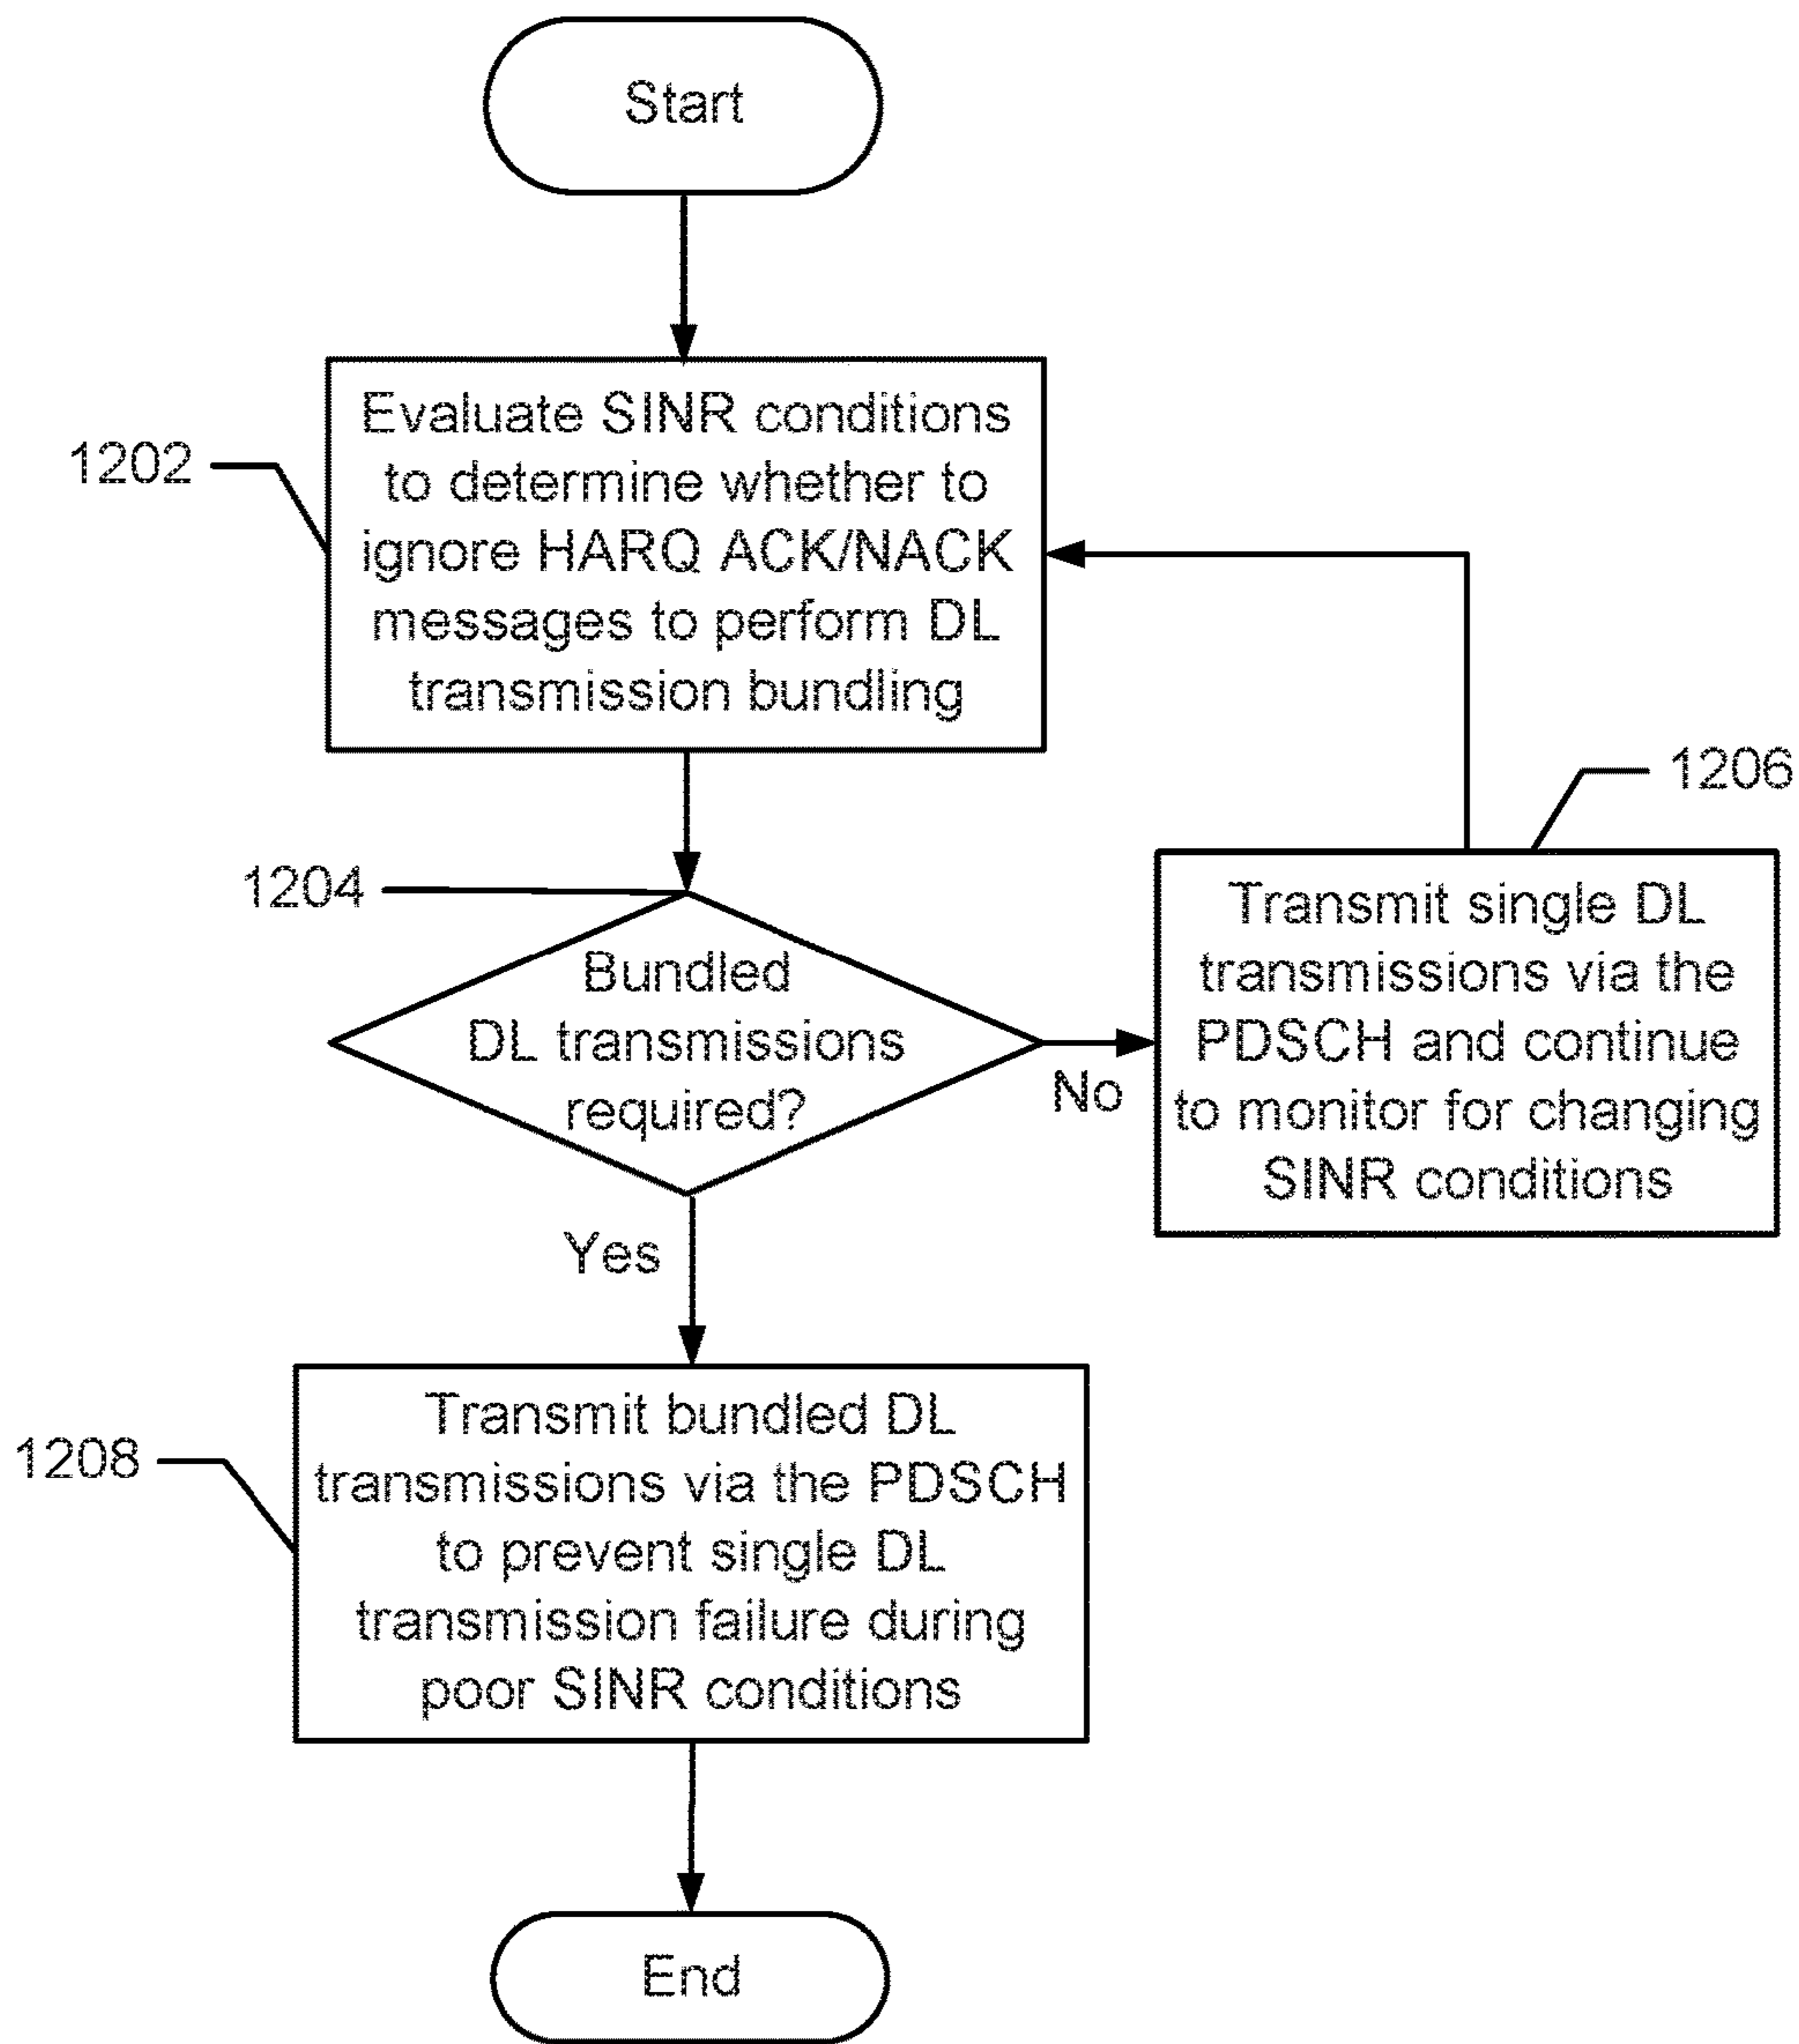 Start
1202
Evaluate SINR conditions
to determine whether to
ignore HARQ ACK/NACK
messages to perform DL
transmission bundling
1204
Bundled
DL transmissions
required?
No
Yes
1206
Transmit single DL
transmissions via the
PDSCH and continue
to monitor for changing
SINR conditions
1208
Transmit bundled DL
transmissions via the PDSCH
to prevent single DL
transmission failure during
poor SINR conditions
End